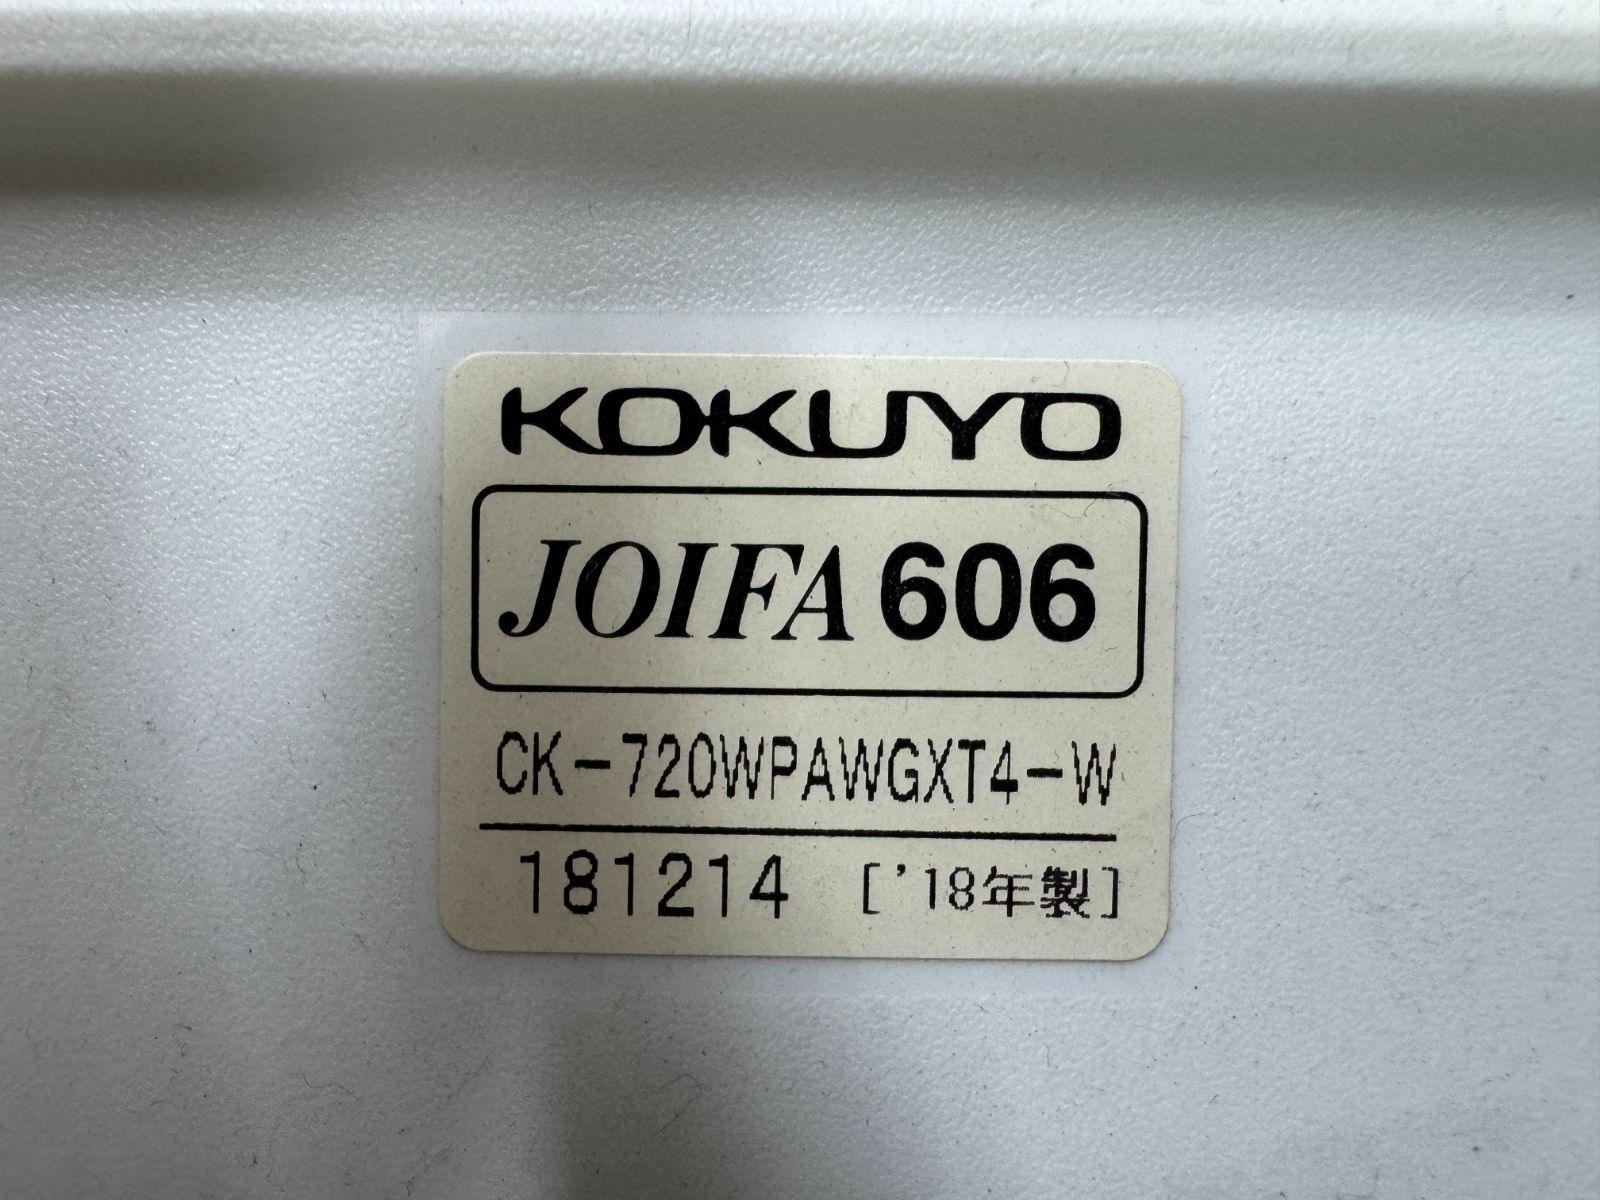 KOKUYO
JOIFA 606
CK-720WPAWGXT4-W
181214 ['18年製]